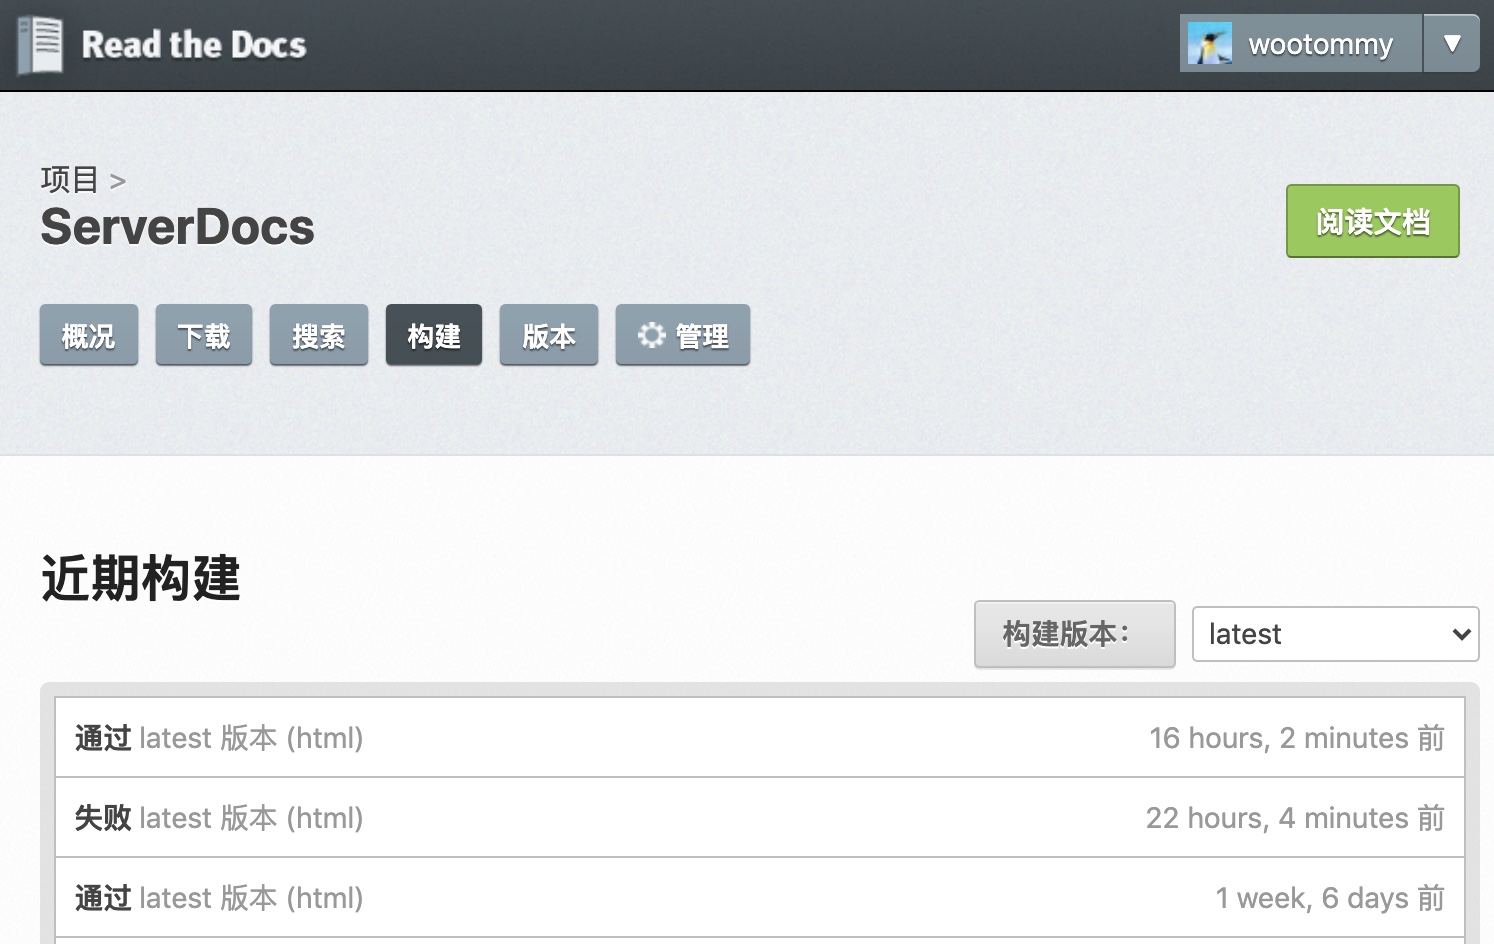 Read the Docs
wootommy
项目 >
ServerDocs
阅读文档
概况 下载 搜索 构建 版本 管理
近期构建
构建版本： latest
通过 latest 版本 (html) 16 hours, 2 minutes 前
失败 latest 版本 (html) 22 hours, 4 minutes 前
通过 latest 版本 (html) 1 week, 6 days 前